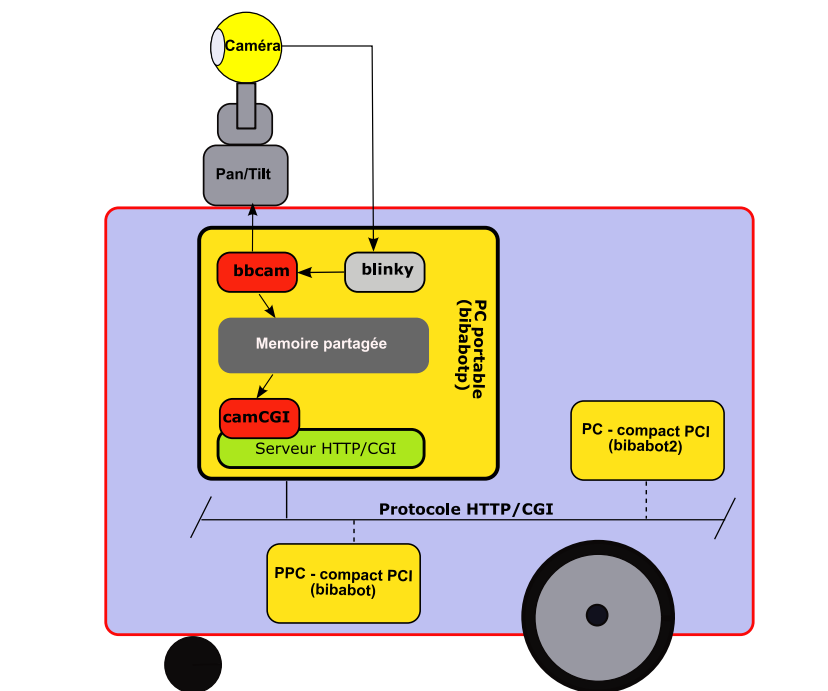 Caméra
Pan/Tilt
bbcam
blinky
Memoire partagée
PC portable
(bibabotp)
camCGI
Serveur HTTP/CGI
PC - compact PCI
(bibabot2)
Protocole HTTP/CGI
PPC - compact PCI
(bibabot)